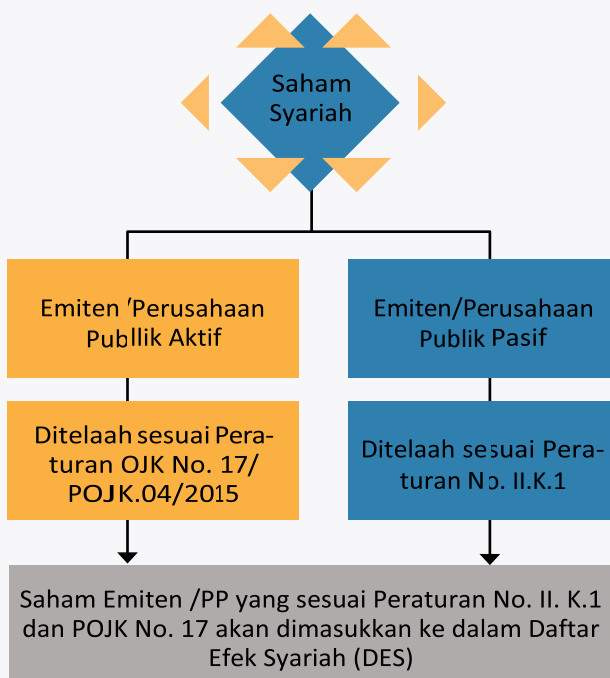 Saham
Syariah
Emiten /Perusahaan
Publlik Aktif
Emiten/Perusahaan
Publik Pasif
Ditelaah sesuai Pera-
turan OJK No. 17/
POJK.04/2015
Ditelaah sesuai Pera-
turan No. II.K.1
Saham Emiten /PP yang sesuai Peraturan No. II. K.1
dan POJK No. 17 akan dimasukkan ke dalam Daftar
Efek Syariah (DES)